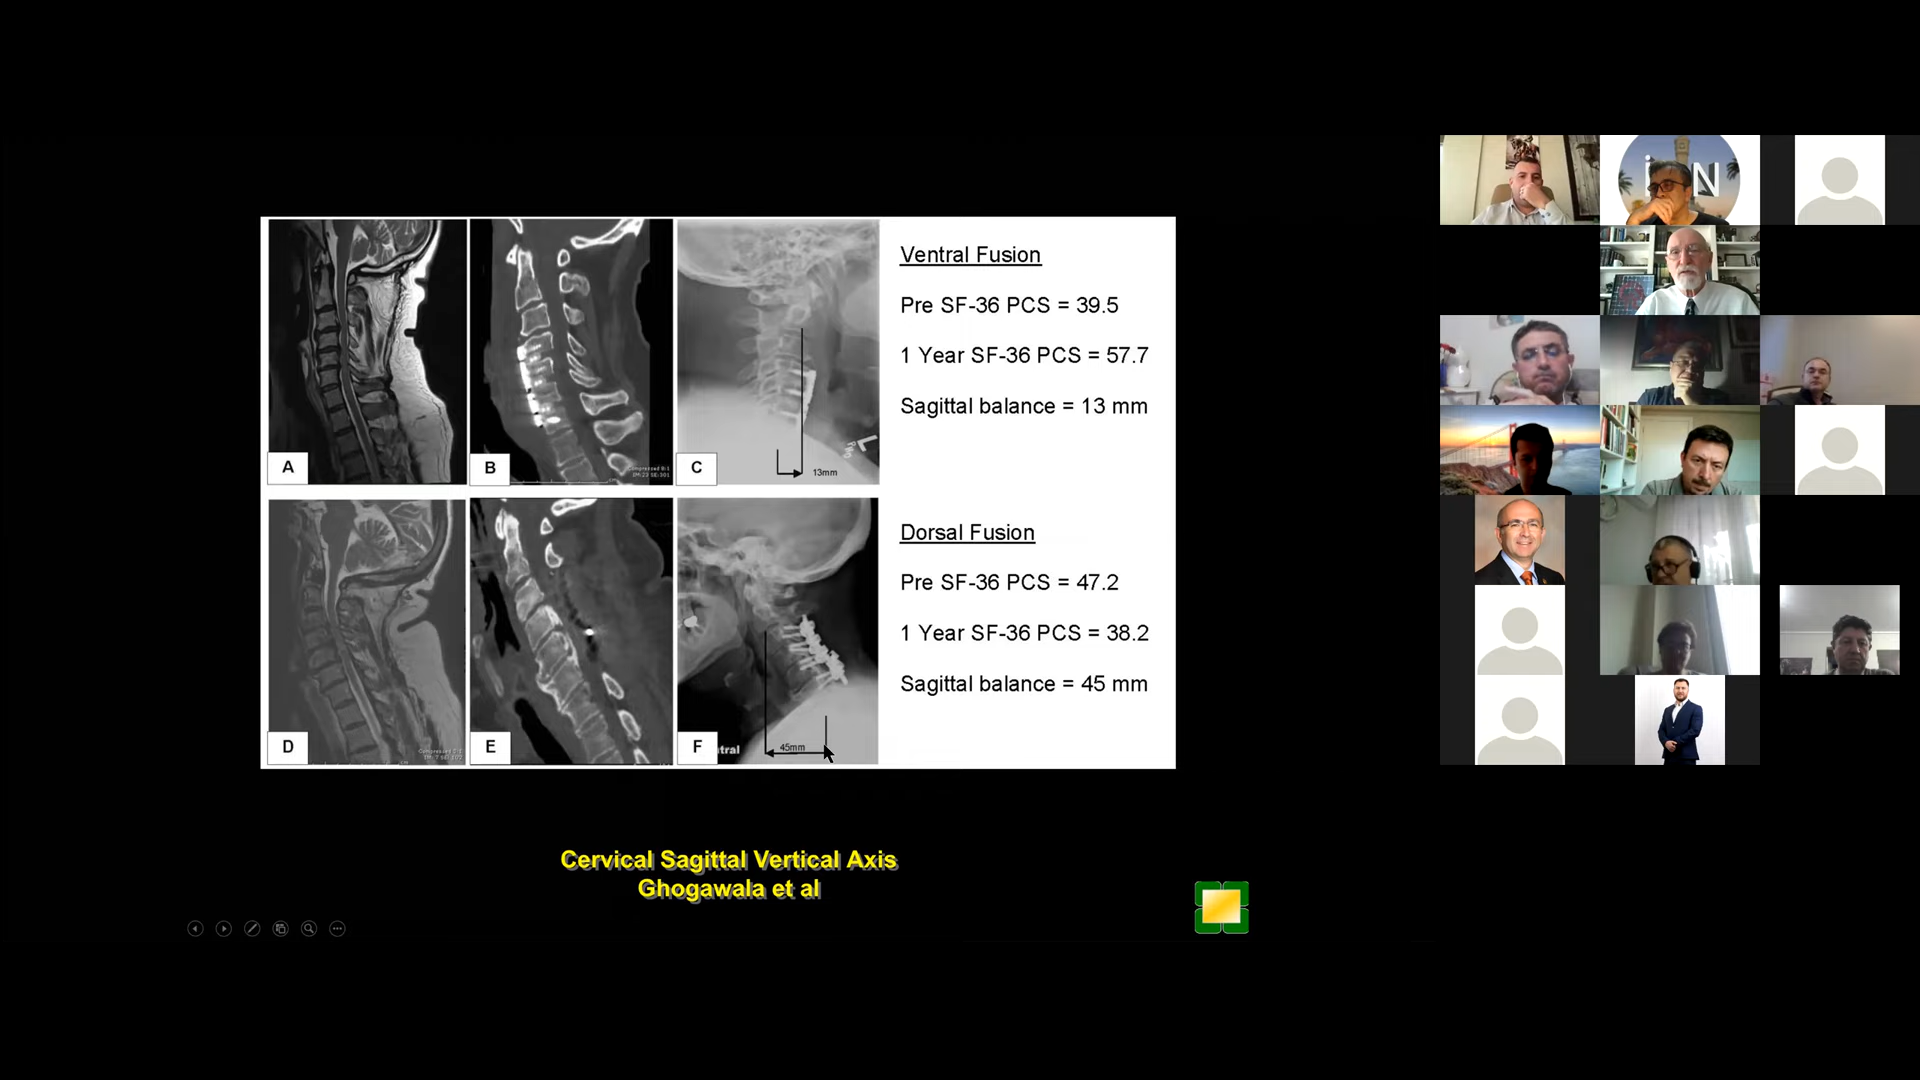 Ventral Fusion
Pre SF-36 PCS = 39.5
1 Year SF-36 PCS = 57.7
Sagittal balance = 13 mm
A
B
C
13mm
L
Dorsal Fusion
Pre SF-36 PCS = 47.2
1 Year SF-36 PCS = 38.2
Sagittal balance = 45 mm
D
E
F
tral
45mm
Cervical Sagittal Vertical Axis
Ghogawala et al
N